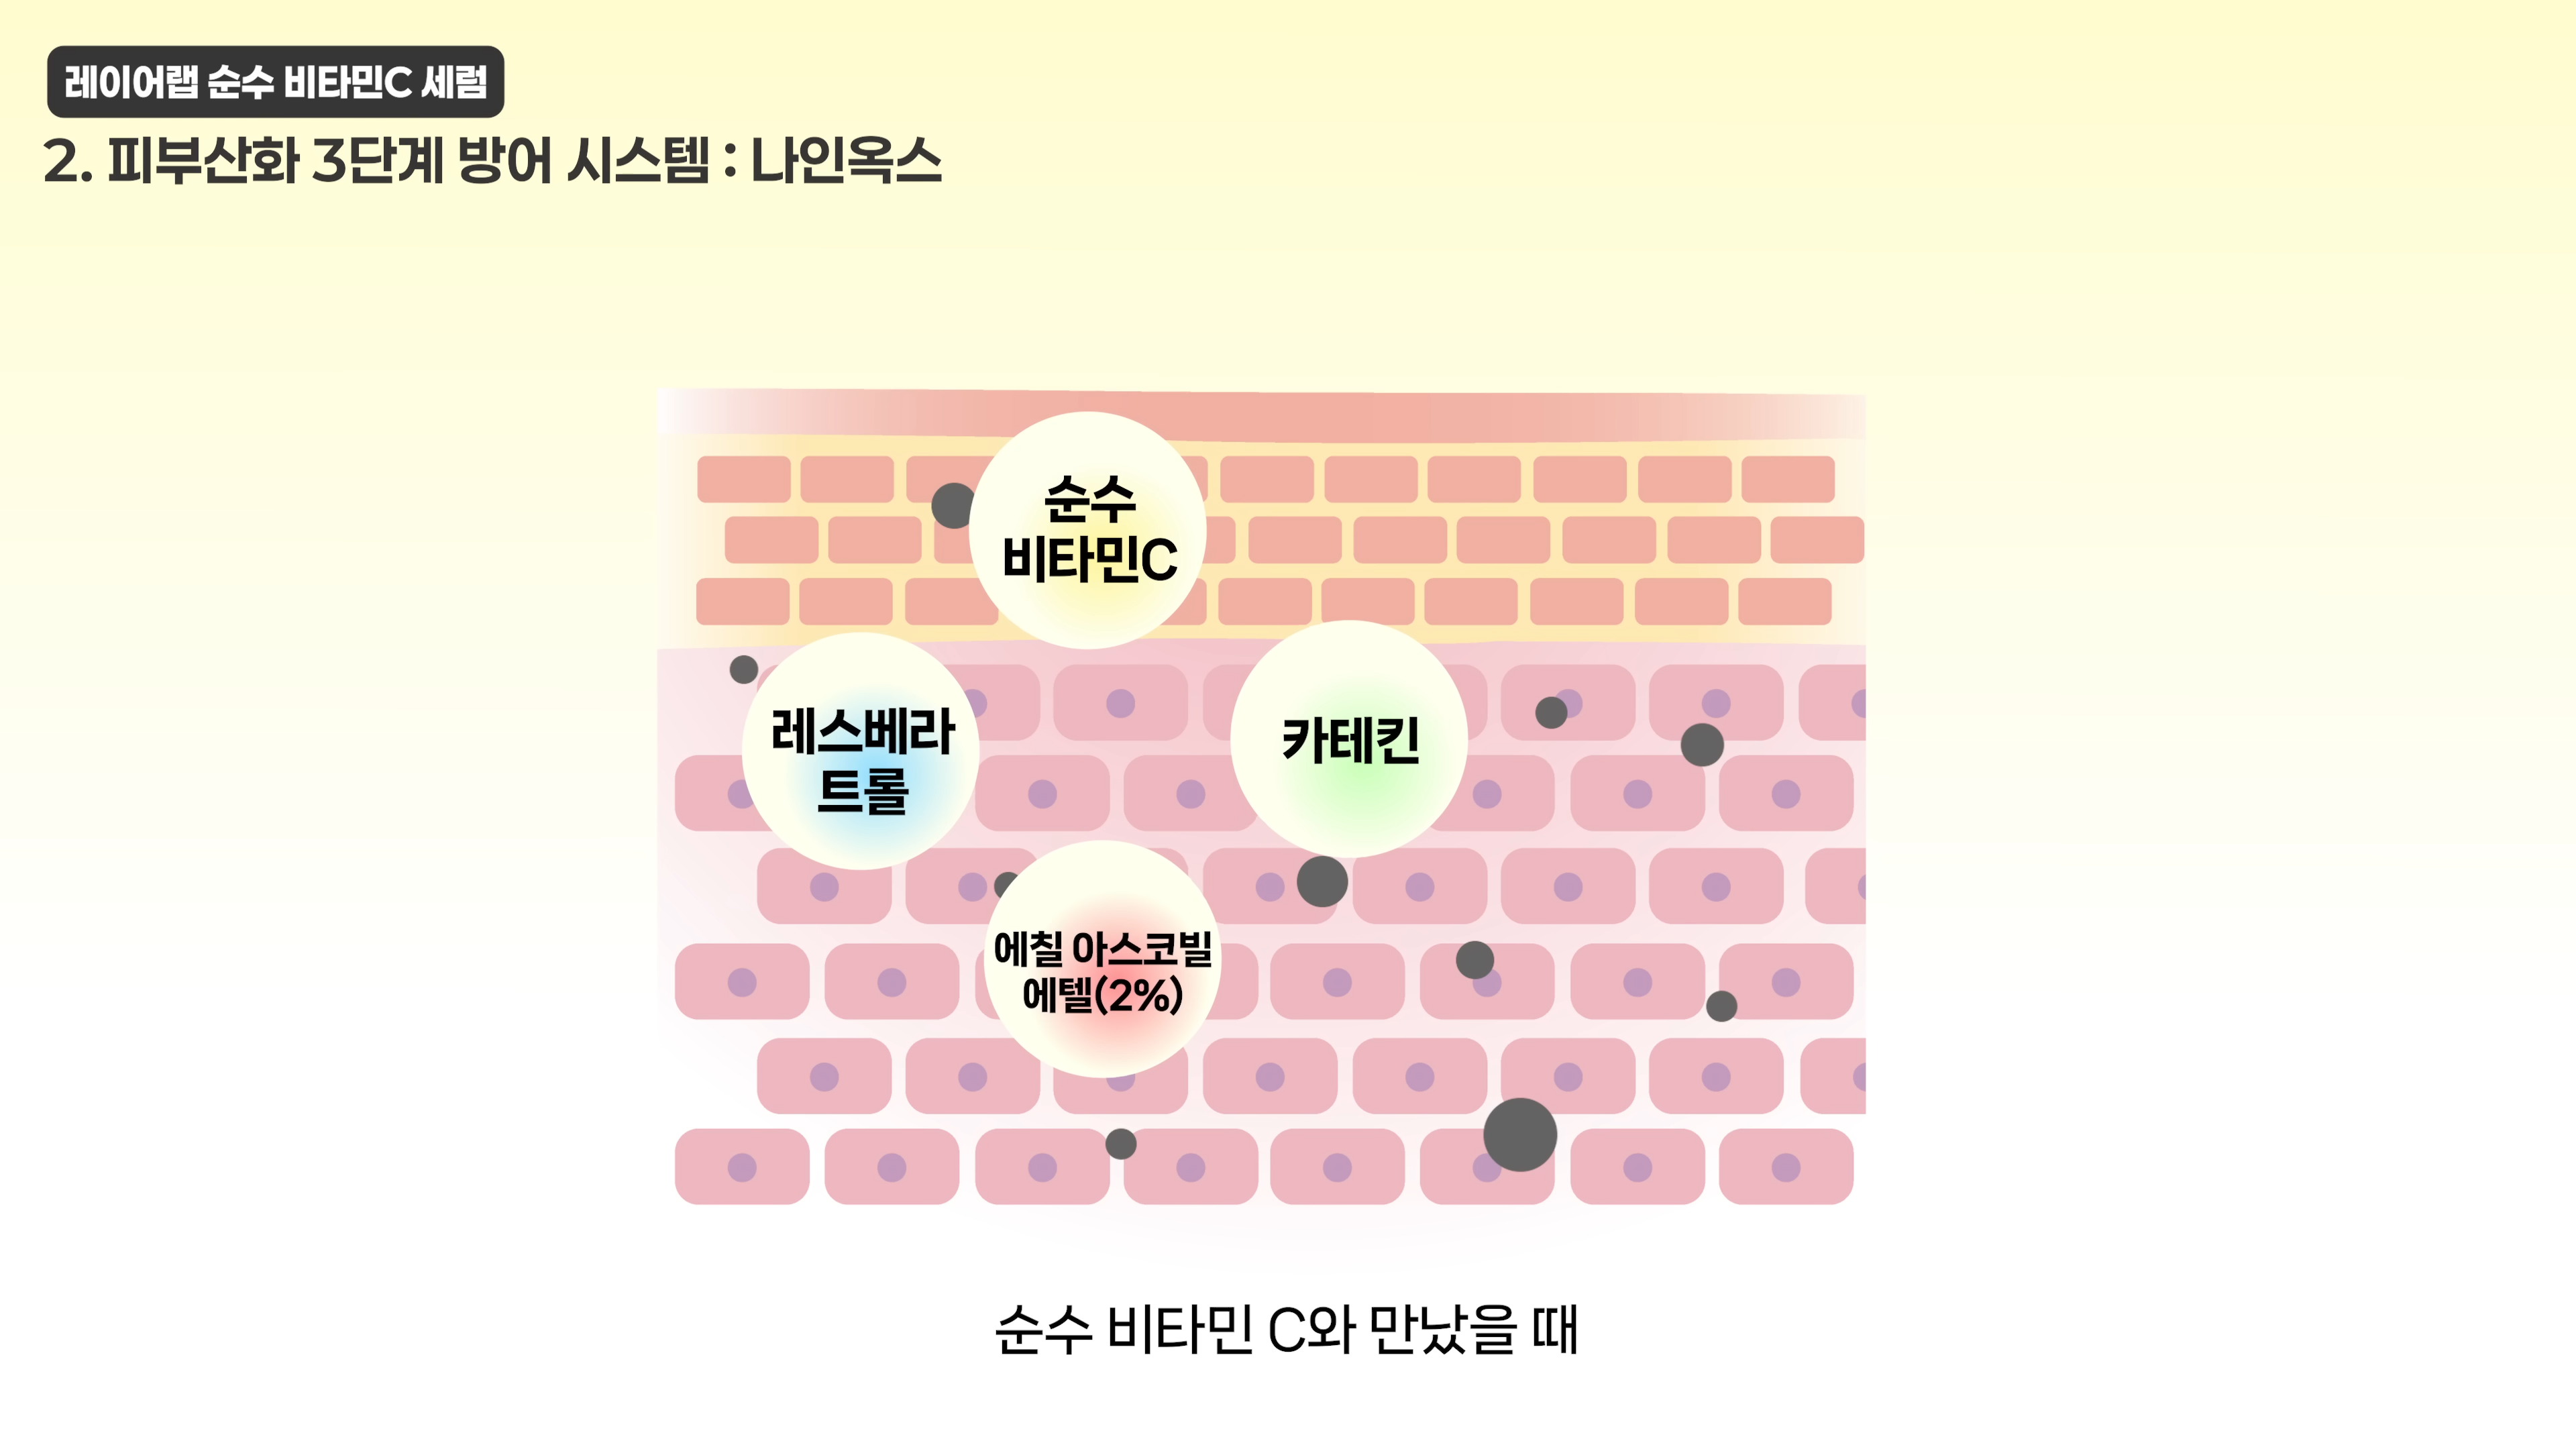 레이어랩 순수 비타민C 세럼
2. 피부산화 3단계 방어 시스템 : 나인옥스
순수
비타민C
레스베라
트롤
카테킨
에칠 아스코빌
에텔(2%)
순수 비타민 C와 만났을 때